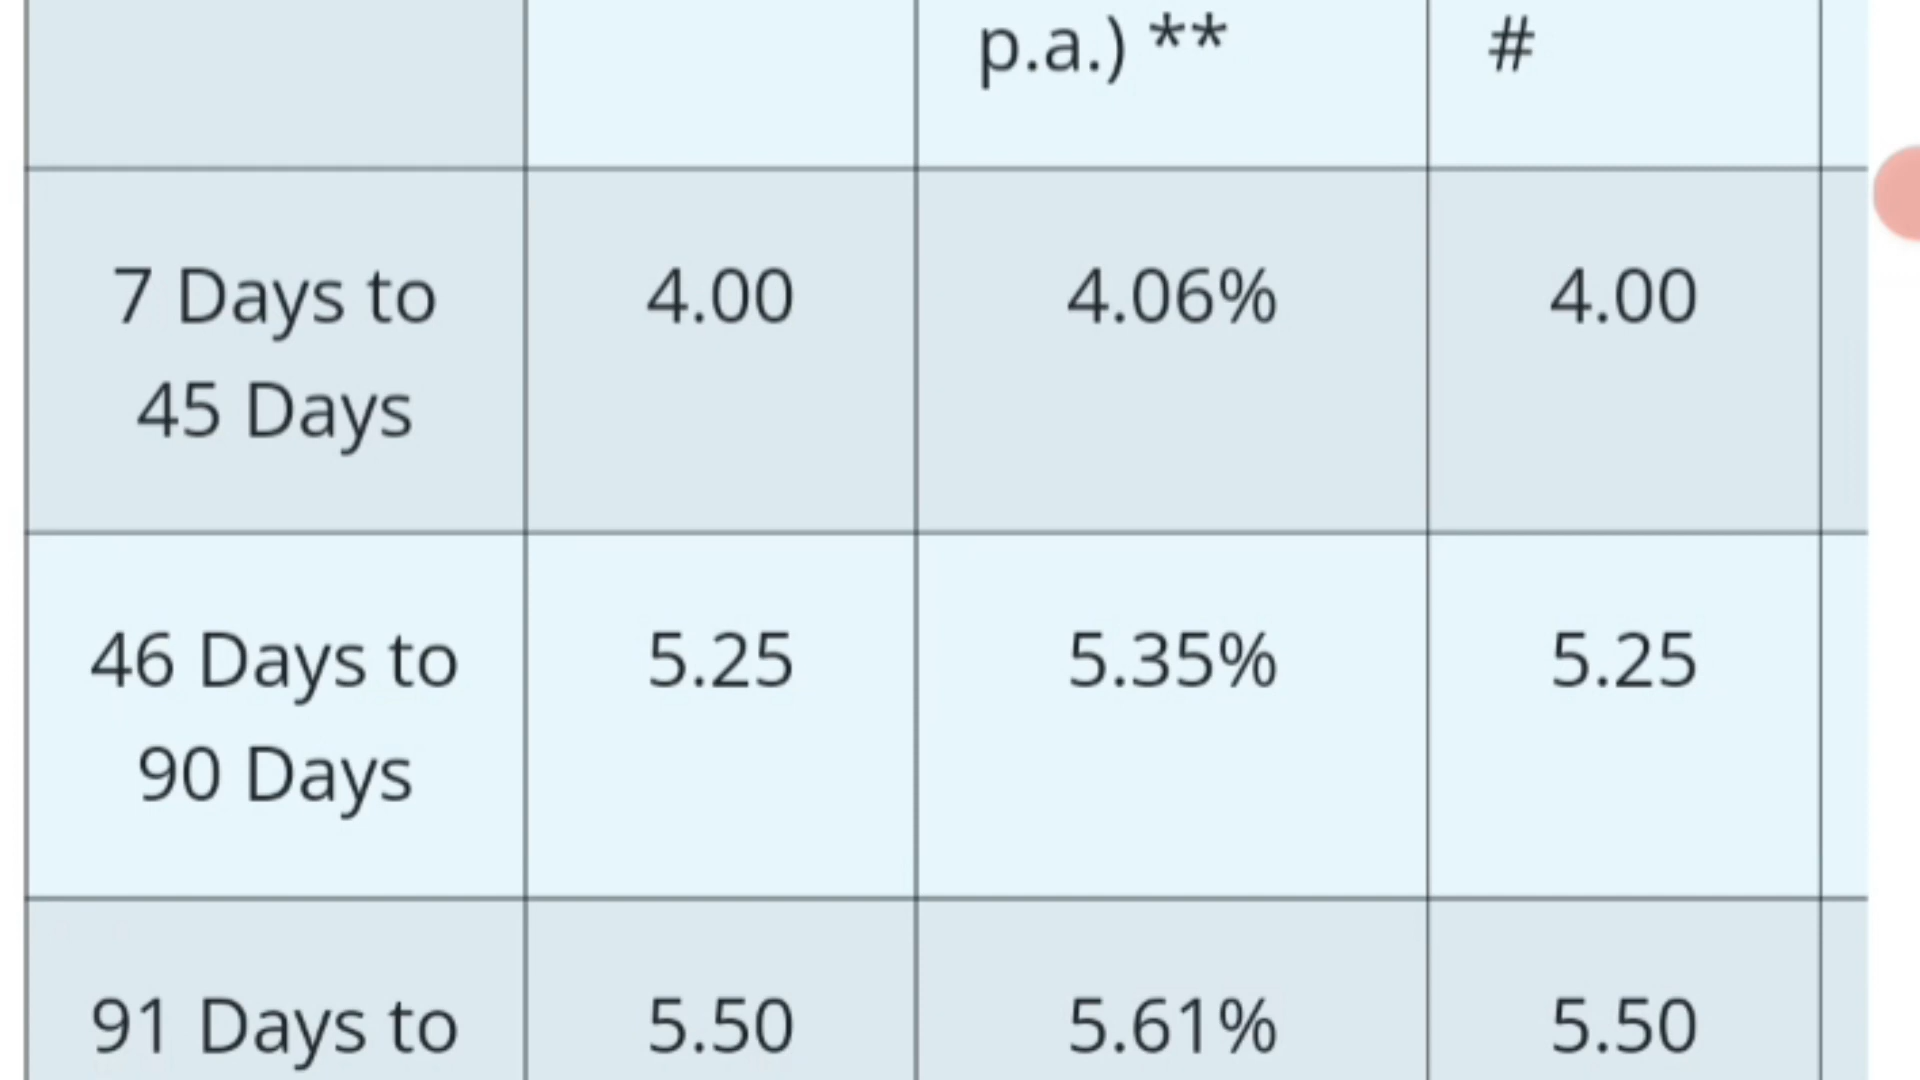 p.a.) ** #
7 Days to 4.00 4.06% 4.00
45 Days
46 Days to 5.25 5.35% 5.25
90 Days
91 Days to 5.50 5.61% 5.50